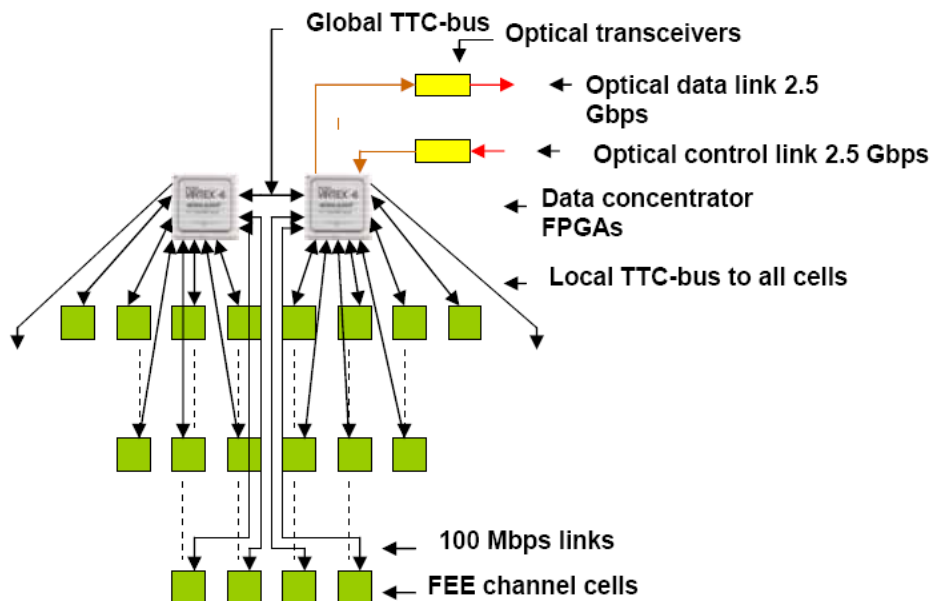 Global TTC-bus
Optical transceivers
Optical data link 2.5
Gbps
Optical control link 2.5 Gbps
Data concentrator
FPGAs
Local TTC-bus to all cells
100 Mbps links
FEE channel cells